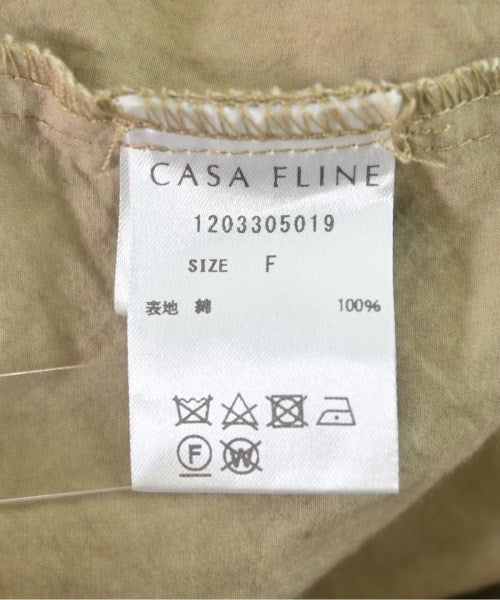 CASA FLINE
1203305019
SIZE F
表地 綿 100%
F W